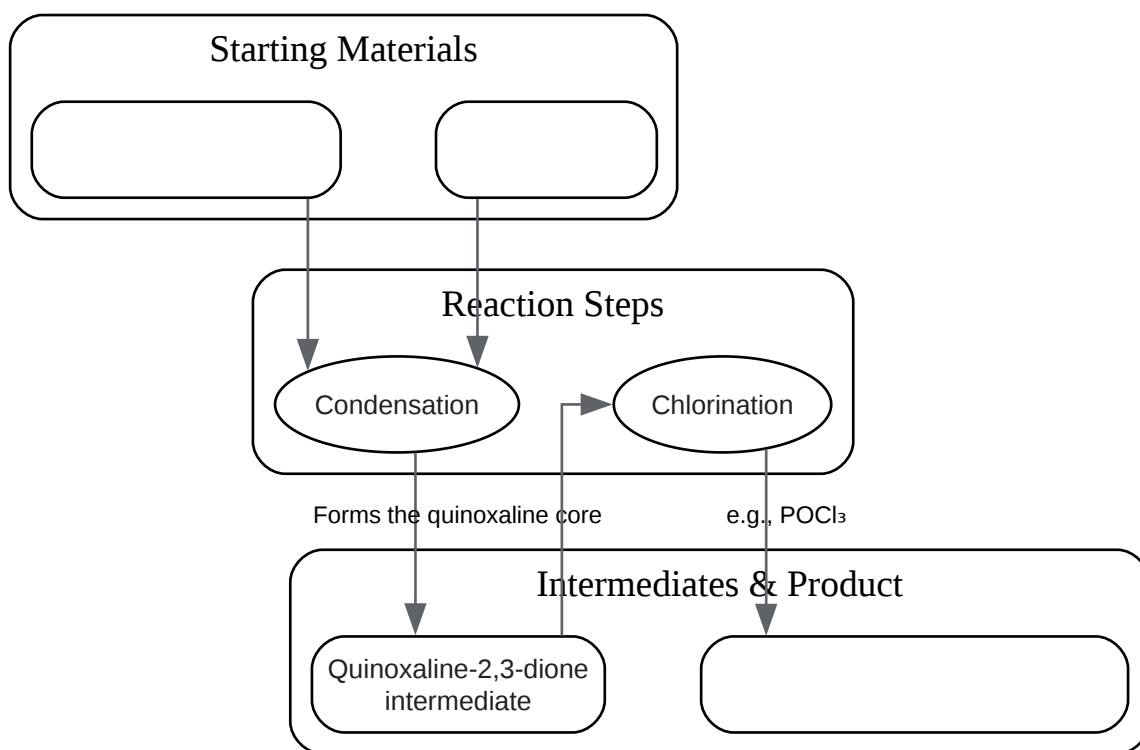 Starting Materials
Reaction Steps
Condensation
Chlorination
Forms the quinoxaline core
e.g., POCl₃
Intermediates & Product
Quinoxaline-2,3-dione
intermediate